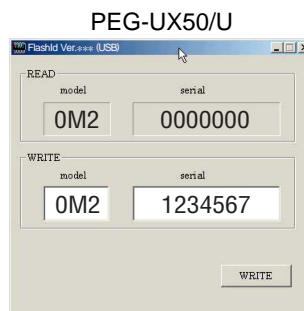 PEG-UX50/U
FlashId Ver.*** (USB)
READ
model serial
0M2 0000000
WRITE
model serial
0M2 1234567
WRITE